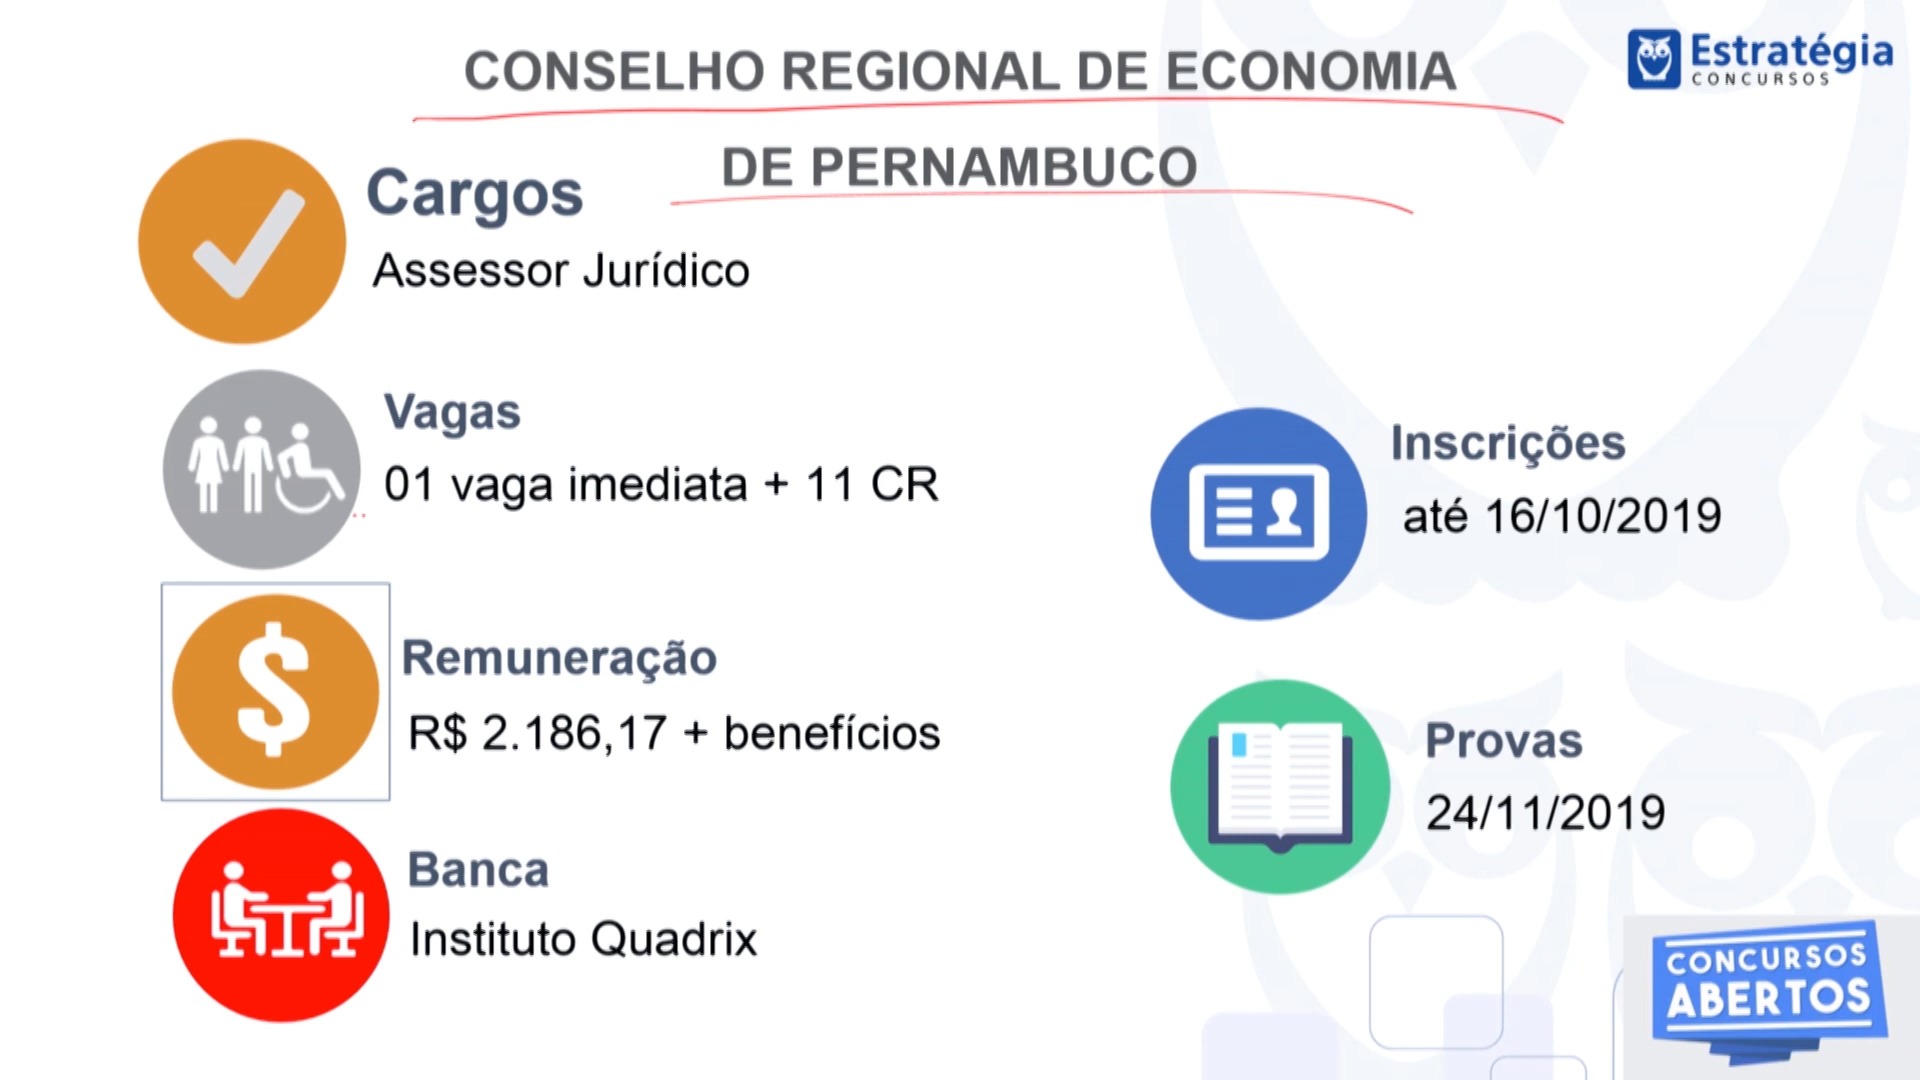 CONSELHO REGIONAL DE ECONOMIA
DE PERNAMBUCO
Estratégia
CONCURSOS
Cargos
Assessor Jurídico
Vagas
01 vaga imediata + 11 CR
Remuneração
R$ 2.186,17 + benefícios
Banca
Instituto Quadrix
Inscrições
até 16/10/2019
Provas
24/11/2019
CONCURSOS
ABERTOS